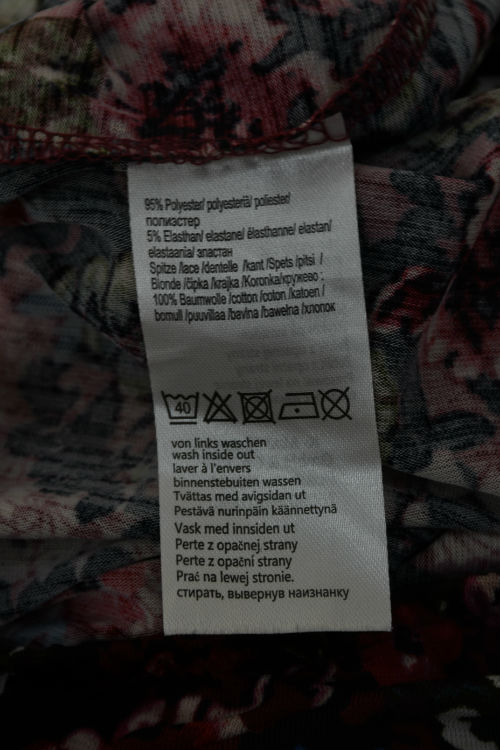 95% Polyester/ polyesteriä/ poliester/
полиэстер
5% Elasthan/ elastane/ élasthanne/ elastan/
elastaania/ эластан
Spitze /lace /dentelle /kant /Spets /pitsi /
Blonde /čipka /krajka /Koronka/кружево :
100% Baumwolle /cotton /coton /katoen /
bomull /puuvillaa /bavlna /bawełna /хлопок
40
von links waschen
wash inside out
laver à l'envers
binnenstebuiten wassen
Tvättas med avigsidan ut
Pestävä nurinpäin käännettynä
Vask med innsiden ut
Perte z opačnej strany
Perte z opační strany
Prać na lewej stronie.
стирать, вывернув наизнанку